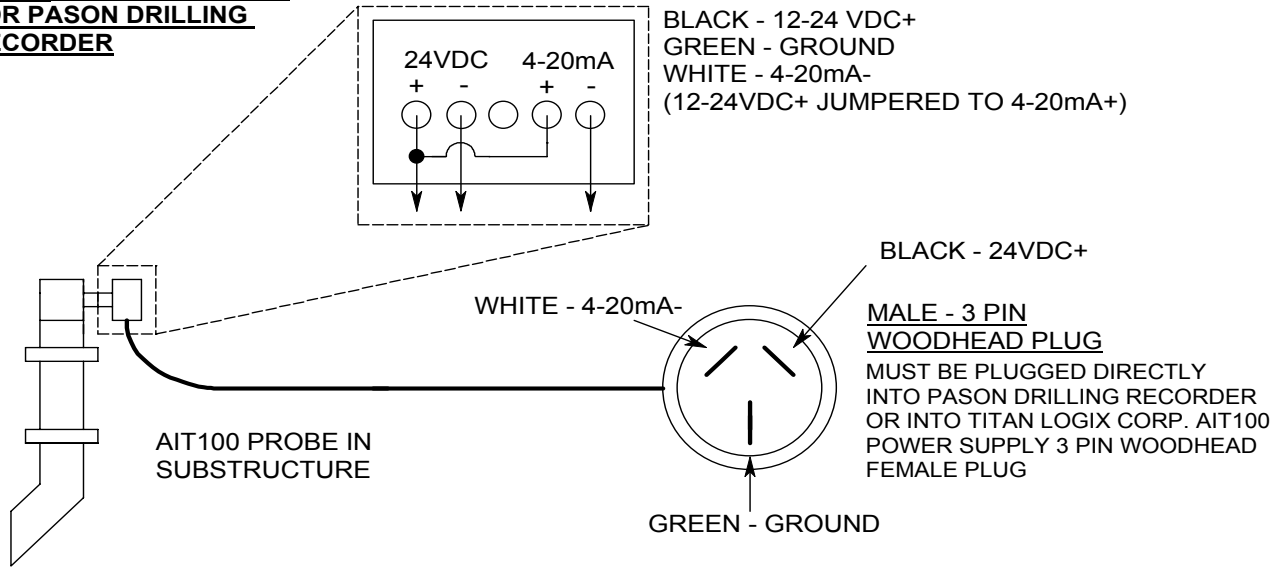 OR PASON DRILLING
ECORDER
BLACK - 12-24 VDC+
GREEN - GROUND
WHITE - 4-20mA-
(12-24VDC+ JUMPERED TO 4-20mA+)
24VDC 4-20mA
+ - + -
BLACK - 24VDC+
WHITE - 4-20mA-
MALE - 3 PIN
WOODHEAD PLUG
MUST BE PLUGGED DIRECTLY
INTO PASON DRILLING RECORDER
OR INTO TITAN LOGIX CORP. AIT100
POWER SUPPLY 3 PIN WOODHEAD
FEMALE PLUG
AIT100 PROBE IN
SUBSTRUCTURE
GREEN - GROUND